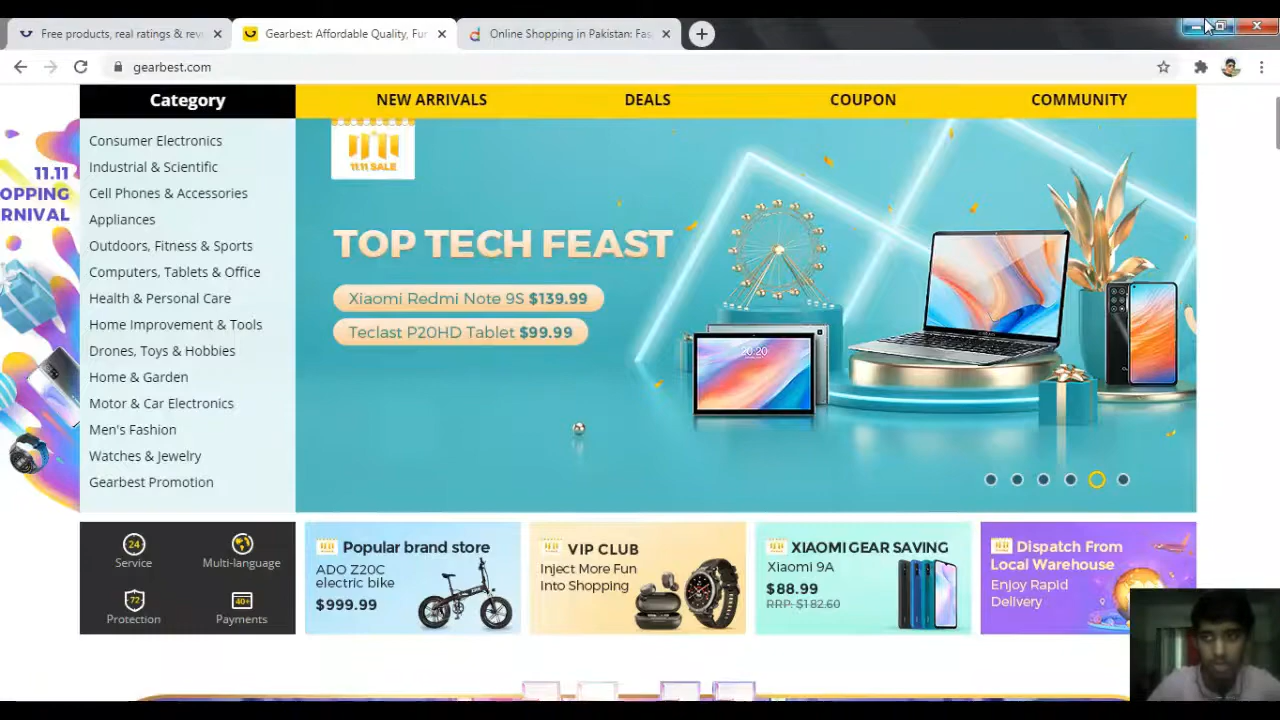 Free products, real ratings & rev
Gearbest: Affordable Quality, Fur
Online Shopping in Pakistan: Fas
gearbest.com
Category
NEW ARRIVALS
DEALS
COUPON
COMMUNITY
Consumer Electronics
Industrial & Scientific
Cell Phones & Accessories
Appliances
Outdoors, Fitness & Sports
Computers, Tablets & Office
Health & Personal Care
Home Improvement & Tools
Drones, Toys & Hobbies
Home & Garden
Motor & Car Electronics
Men's Fashion
Watches & Jewelry
Gearbest Promotion
11.11
OPPING
RNIVAL
11.11 SALE
TOP TECH FEAST
Xiaomi Redmi Note 9S $139.99
Teclast P20HD Tablet $99.99
20:20
24
Service
Multi-language
72
Protection
40+
Payments
Popular brand store
ADO Z20C
electric bike
$999.99
VIP CLUB
Inject More Fun
Into Shopping
XIAOMI GEAR SAVING
Xiaomi 9A
$88.99
RRP: $182.60
Dispatch From
Local Warehouse
Enjoy Rapid
Delivery